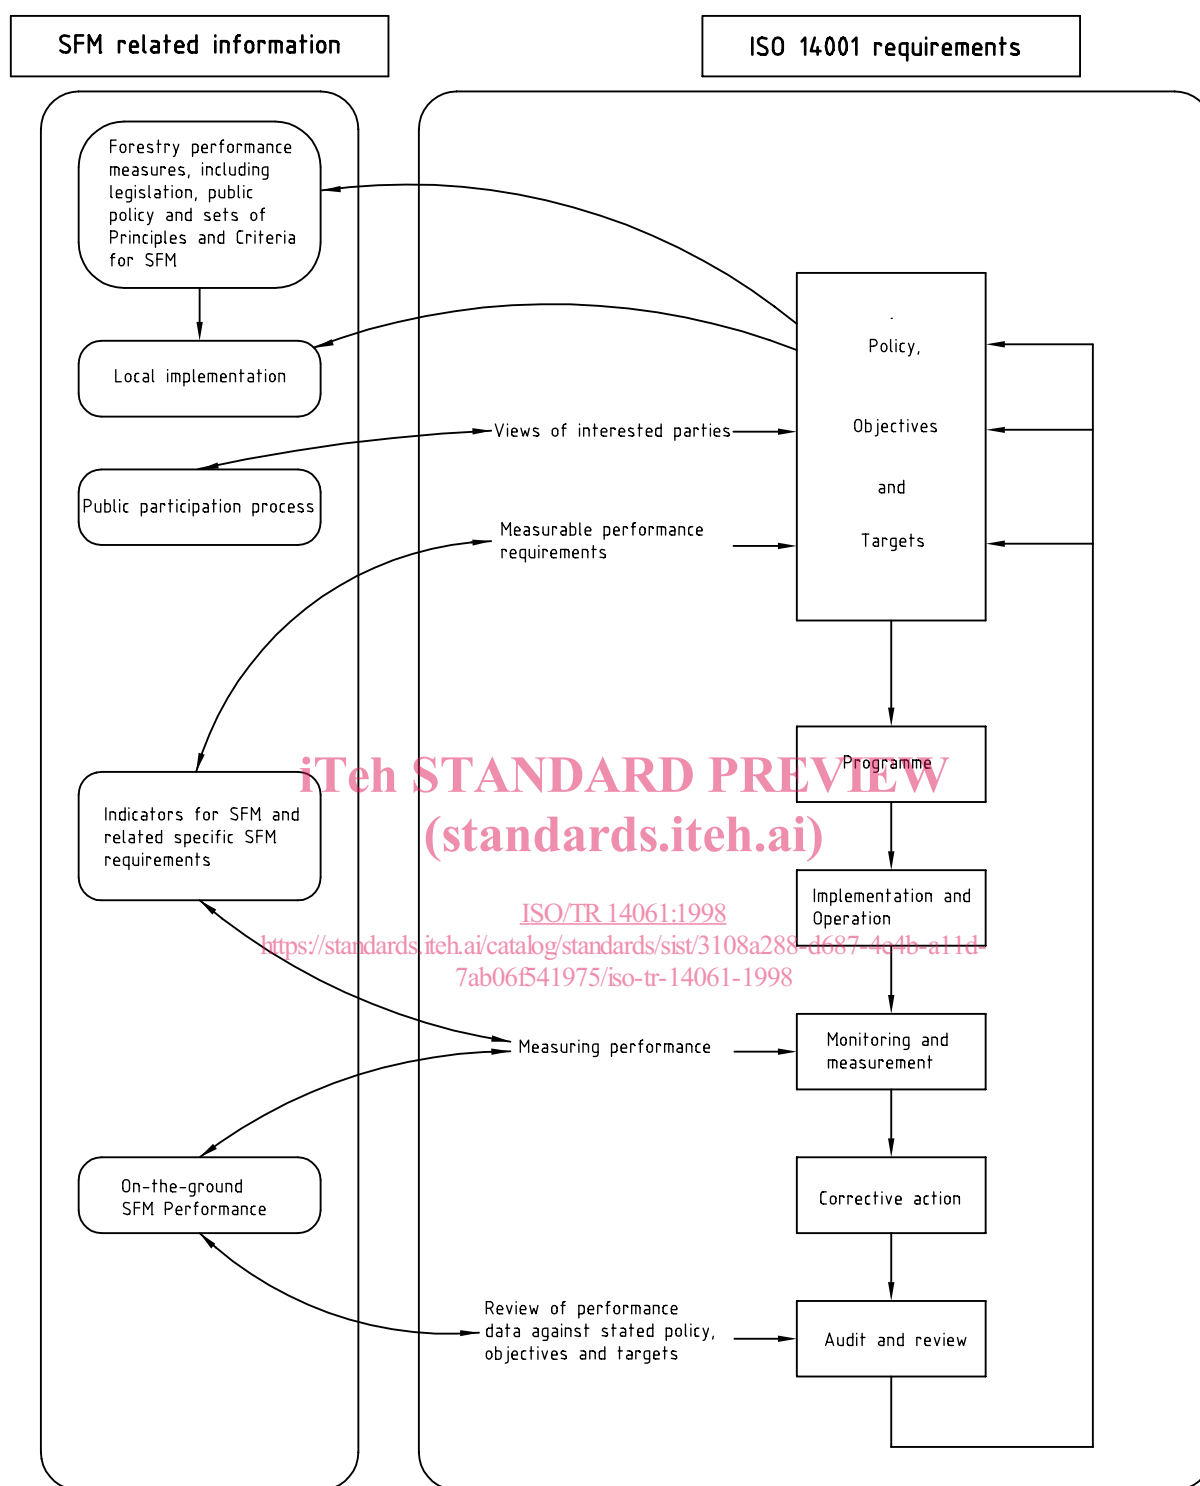 SFM related information
ISO 14001 requirements
Forestry performance
measures, including
legislation, public
policy and sets of
Principles and Criteria
for SFM
Local implementation
Public participation process
Indicators for SFM and
related specific SFM
requirements
On-the-ground
SFM Performance
Views of interested parties
Measurable performance
requirements
Measuring performance
Review of performance
data against stated policy,
objectives and targets
Policy,
Objectives
and
Targets
Programme
Implementation and
Operation
Monitoring and
measurement
Corrective action
Audit and review
iTeh STANDARD PREVIEW
(standards.iteh.ai)
ISO/TR 14061:1998
https://standards.iteh.ai/catalog/standards/sist/3108a288-d687-4e4b-a11d-
7ab06f541975/iso-tr-14061-1998